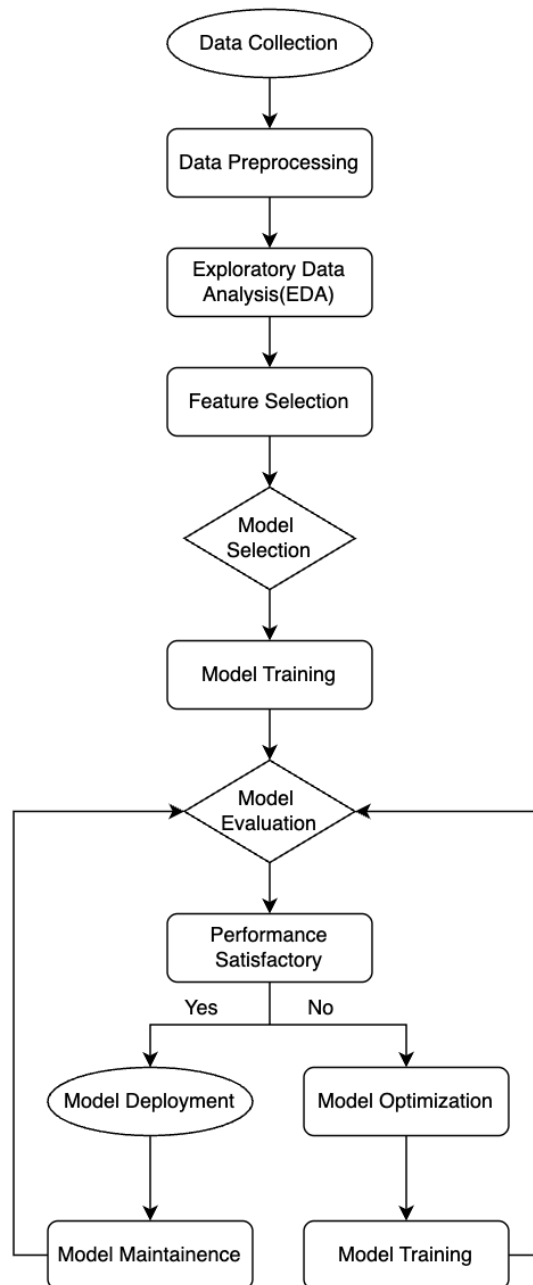 Data Collection
Data Preprocessing
Exploratory Data
Analysis(EDA)
Feature Selection
Model
Selection
Model Training
Model
Evaluation
Performance
Satisfactory
Yes
No
Model Deployment
Model Optimization
Model Maintainence
Model Training